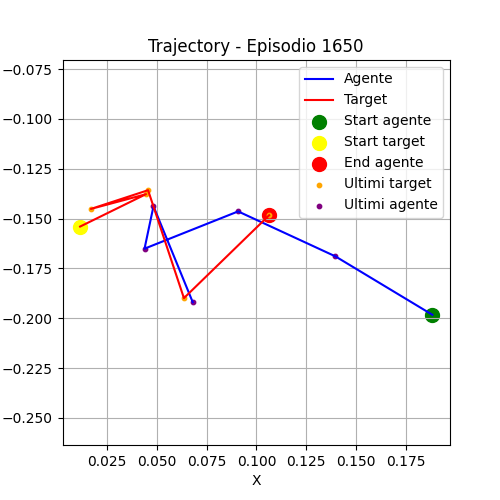 Trajectory - Episodio 1650
Agente
Target
Start agente
Start target
End agente
Ultimi target
Ultimi agente
−0.075
−0.100
−0.125
−0.150
−0.175
−0.200
−0.225
−0.250
0.025 0.050 0.075 0.100 0.125 0.150 0.175
X